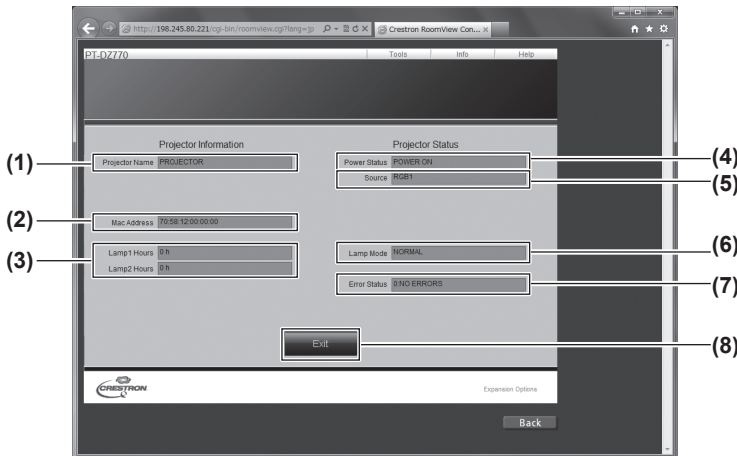 http://198.245.80.221/cgi-bin/roomview.cgi?lang=jp
Crestron RoomView Con... ×
PT-DZ770
Tools Info Help
Projector Information
Projector Status
(1)
Projector Name PROJECTOR
Power Status POWER ON
(4)
Source RGB1
(5)
(2)
Mac Address 70:58:12:00:00:00
(3)
Lamp1 Hours 0 h
Lamp2 Hours 0 h
Lamp Mode NORMAL
(6)
Error Status 0:NO ERRORS
(7)
Exit
(8)
CRESTRON
Expansion Options
Back